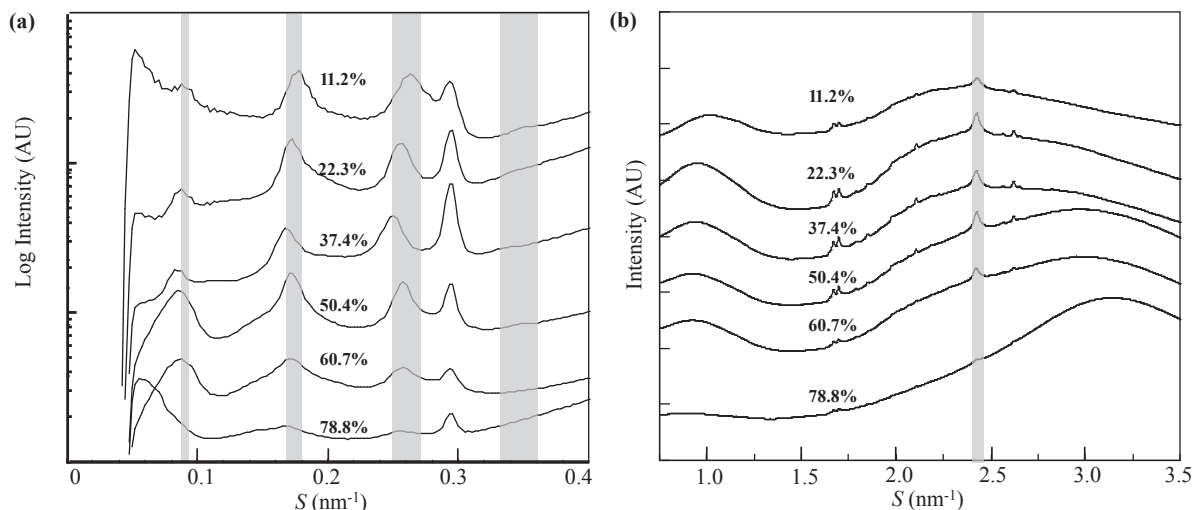 (a)
Log Intensity (AU)
11.2%
22.3%
37.4%
50.4%
60.7%
78.8%
0 0.1 0.2 0.3 0.4
S (nm-1)
(b)
Intensity (AU)
11.2%
22.3%
37.4%
50.4%
60.7%
78.8%
1.0 1.5 2.0 2.5 3.0 3.5
S (nm-1)